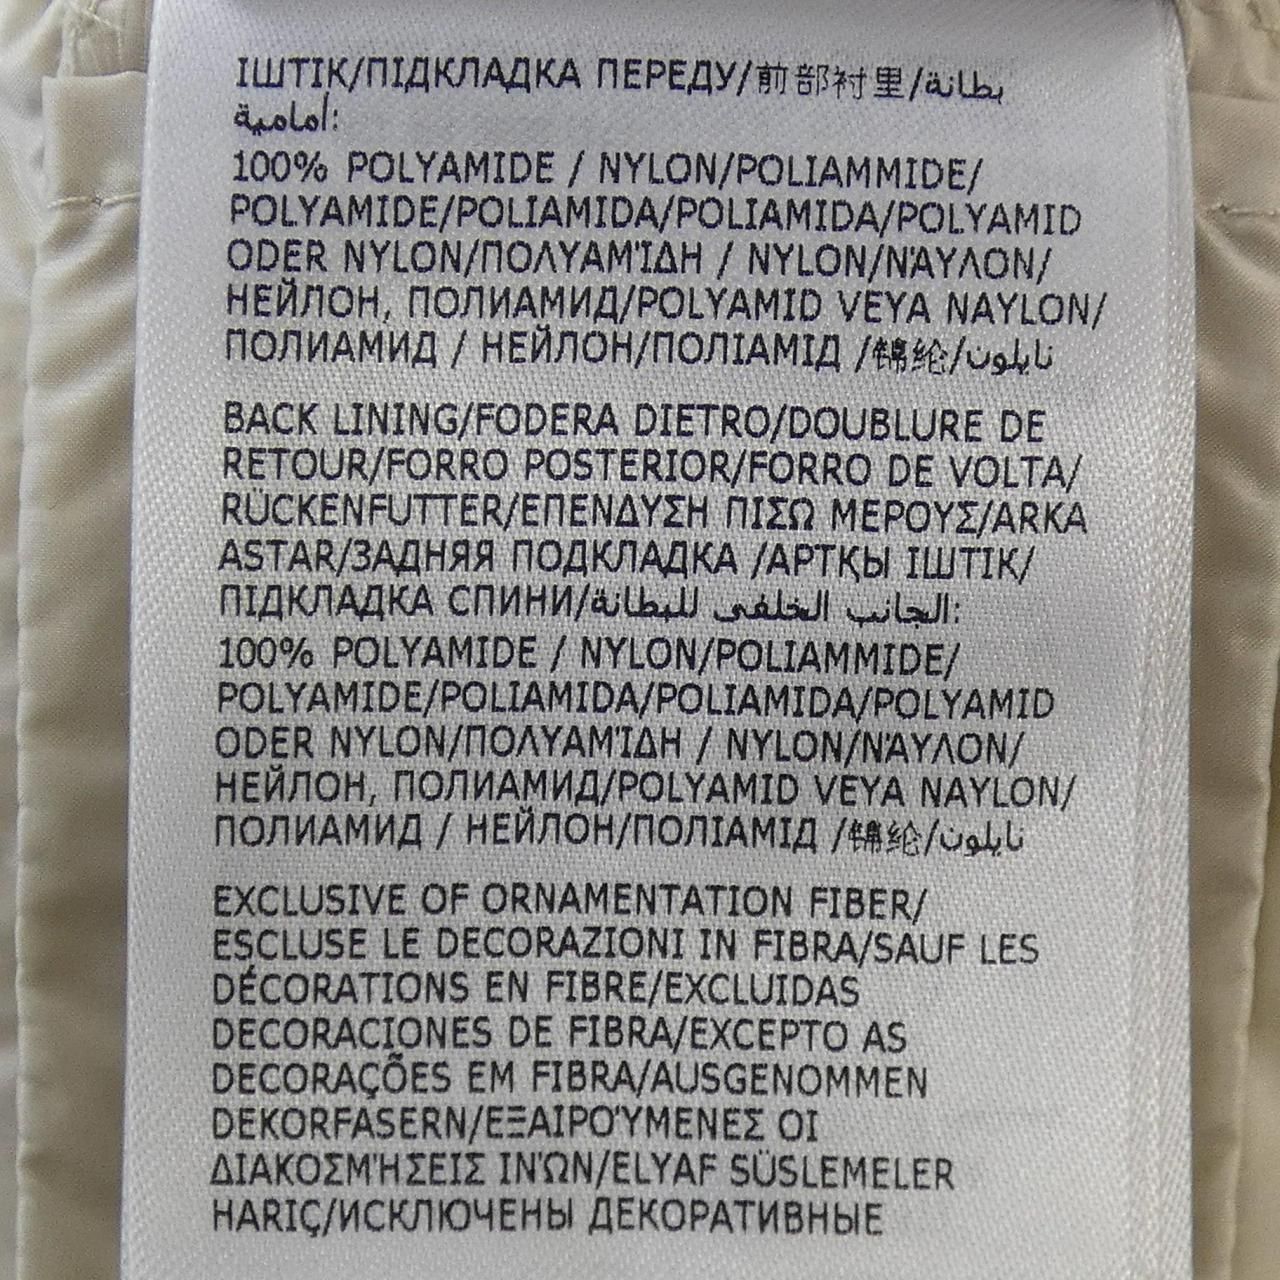 ІШТІК/ПІДКЛАДКА ПЕРЕДУ/前部衬里/بطانة
أمامية:
100% POLYAMIDE / NYLON/POLIAMMIDE/
POLYAMIDE/POLIAMIDA/POLIAMIDA/POLYAMID
ODER NYLON/ΠΟΛΥΑΜΊΔΗ / NYLON/ΝΆΥΛΟΝ/
НЕЙЛОН, ПОЛИАМИД/POLYAMID VEYA NAYLON/
ПОЛИАМИД / НЕЙЛОН/ПОЛІАМІД /锦纶/نايلون
BACK LINING/FODERA DIETRO/DOUBLURE DE
RETOUR/FORRO POSTERIOR/FORRO DE VOLTA/
RÜCKENFUTTER/ΕΠΕΝΔΥΣΗ ΠΙΣΩ ΜΕΡΟΥΣ/ARKA
ASTAR/ЗАДНЯЯ ПОДКЛАДКА /АРТҚЫ ІШТІК/
ПІДКЛАДКА СПИНИ/الجانب الخلفى للبطانة:
100% POLYAMIDE / NYLON/POLIAMMIDE/
POLYAMIDE/POLIAMIDA/POLIAMIDA/POLYAMID
ODER NYLON/ΠΟΛΥΑΜΊΔΗ / NYLON/ΝΆΥΛΟΝ/
НЕЙЛОН, ПОЛИАМИД/POLYAMID VEYA NAYLON/
ПОЛИАМИД / НЕЙЛОН/ПОЛІАМІД /锦纶/نايلون
EXCLUSIVE OF ORNAMENTATION FIBER/
ESCLUSE LE DECORAZIONI IN FIBRA/SAUF LES
DÉCORATIONS EN FIBRE/EXCLUIDAS
DECORACIONES DE FIBRA/EXCEPTO AS
DECORAÇÕES EM FIBRA/AUSGENOMMEN
DEKORFASERN/ΕΞΑΙΡΟΎΜΕΝΕΣ ΟΙ
ΔΙΑΚΟΣΜΉΣΕΙΣ ΙΝΏΝ/ELYAF SÜSLEMELER
HARIÇ/ИСКЛЮЧЕНЫ ДЕКОРАТИВНЫЕ